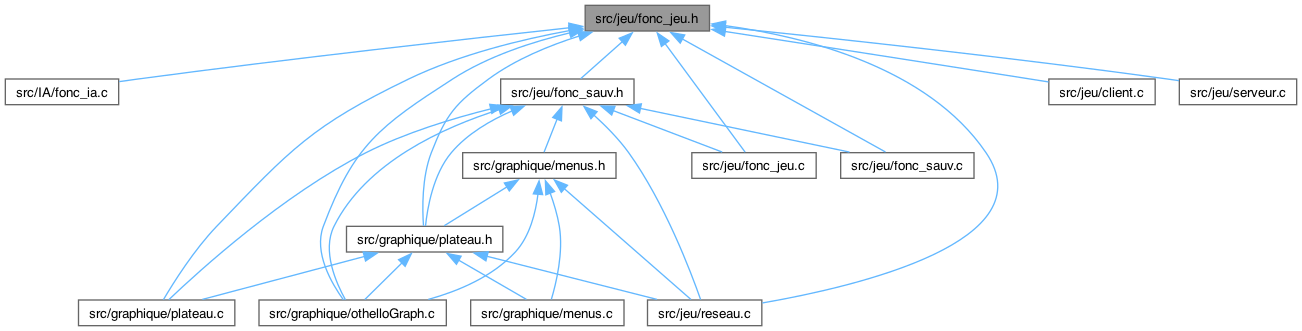 src/jeu/fonc_jeu.h
src/IA/fonc_ia.c
src/jeu/fonc_sauv.h
src/jeu/client.c
src/jeu/serveur.c
src/graphique/menus.h
src/jeu/fonc_jeu.c
src/jeu/fonc_sauv.c
src/graphique/plateau.h
src/graphique/plateau.c
src/graphique/othelloGraph.c
src/graphique/menus.c
src/jeu/reseau.c